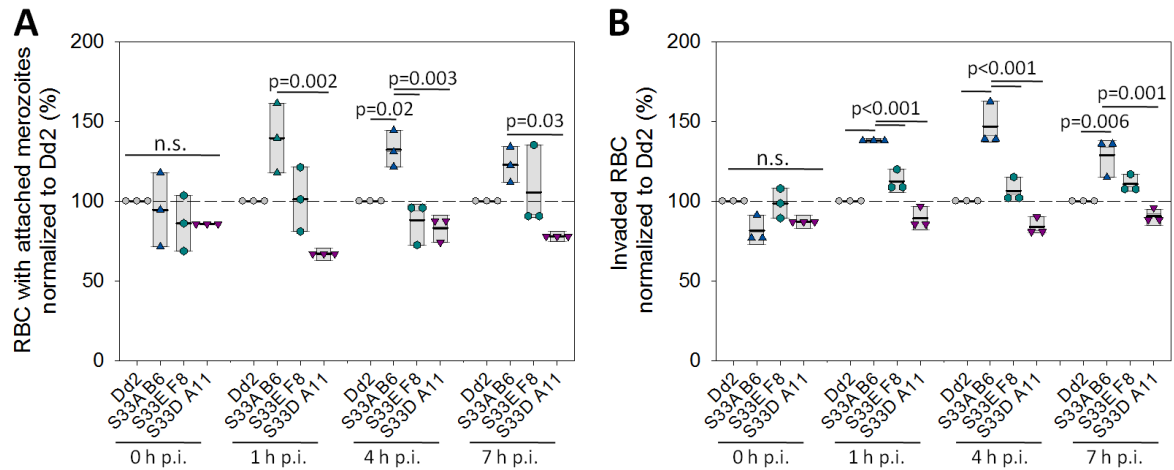 A
RBC with attached merozoites
normalized to Dd2 (%)
200
150
100
50
0
n.s.
p=0.002
p=0.02
p=0.003
p=0.03
Dd2
S33A B6
S33E F8
S33D A11
Dd2
S33A B6
S33E F8
S33D A11
Dd2
S33A B6
S33E F8
S33D A11
Dd2
S33A B6
S33E F8
S33D A11
0 h p.i.
1 h p.i.
4 h p.i.
7 h p.i.
B
Invaded RBC
normalized to Dd2 (%)
200
150
100
50
0
n.s.
p<0.001
p<0.001
p=0.006
p=0.001
Dd2
S33A B6
S33E F8
S33D A11
Dd2
S33A B6
S33E F8
S33D A11
Dd2
S33A B6
S33E F8
S33D A11
Dd2
S33A B6
S33E F8
S33D A11
0 h p.i.
1 h p.i.
4 h p.i.
7 h p.i.